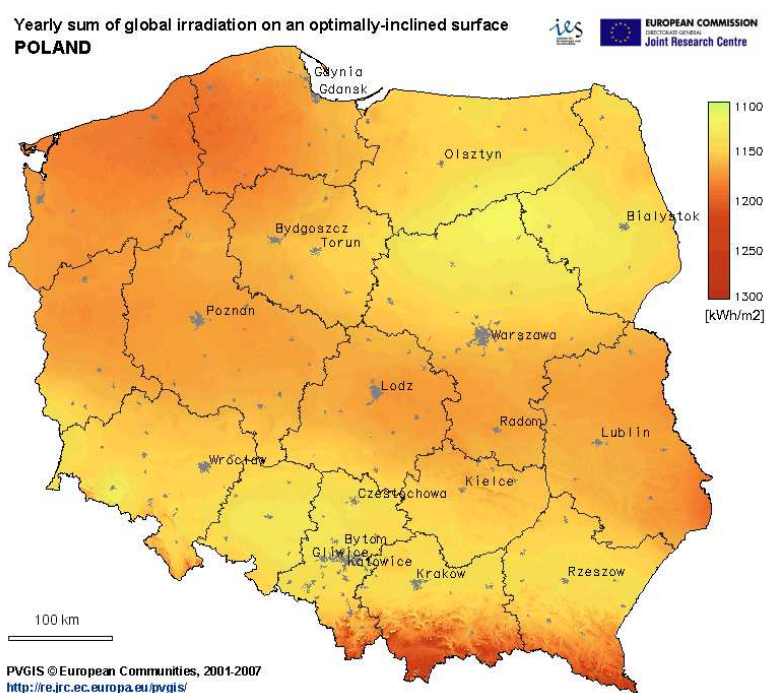 Yearly sum of global irradiation on an optimally-inclined surface
POLAND
ies
EUROPEAN COMMISSION
DIRECTORATE-GENERAL
Joint Research Centre
Gdynia
Gdansk
Olsztyn
Bialystok
Bydgoszcz
Torun
Poznan
Warszawa
Lodz
Radom
Lublin
Wroclaw
Kielce
Czestochowa
Bytom
Gliwice
Katowice
Krakow
Rzeszow
1100
1150
1200
1250
1300
[kWh/m2]
100 km
PVGIS © European Communities, 2001-2007
http://re.jrc.ec.europa.eu/pvgis/